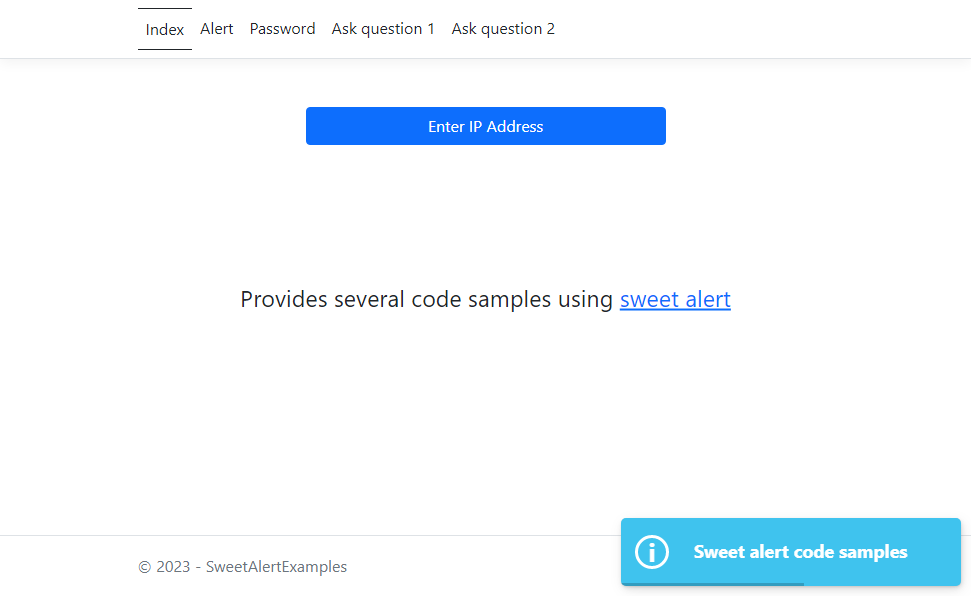 Index Alert Password Ask question 1 Ask question 2
Enter IP Address
Provides several code samples using sweet alert
Sweet alert code samples
© 2023 - SweetAlertExamples